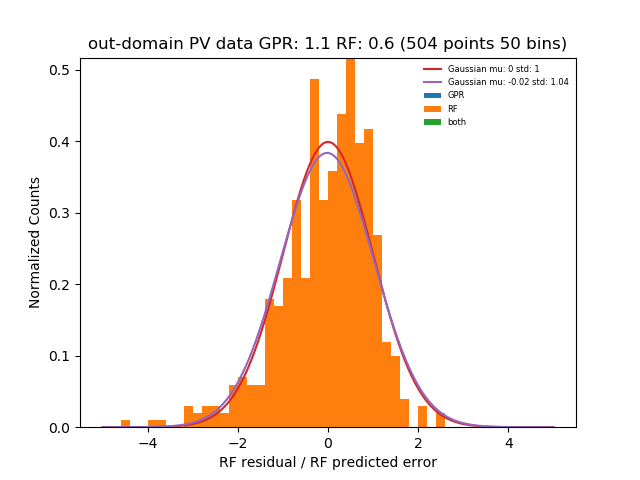 out-domain PV data GPR: 1.1 RF: 0.6 (504 points 50 bins)
Gaussian mu: 0 std: 1
Gaussian mu: -0.02 std: 1.04
GPR
RF
both
Normalized Counts
0.5
0.4
0.3
0.2
0.1
0.0
−4 −2 0 2 4
RF residual / RF predicted error